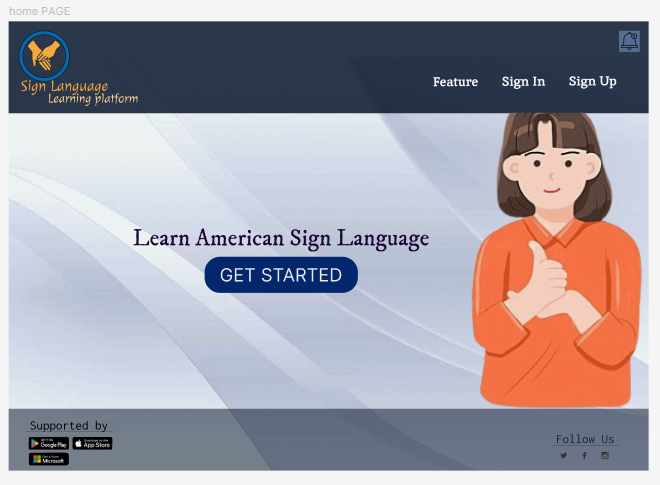 home PAGE
Sign Language
Learning platform
Feature Sign In Sign Up
Learn American Sign Language
GET STARTED
Supported by
Google Play
App Store
Microsoft
Follow Us